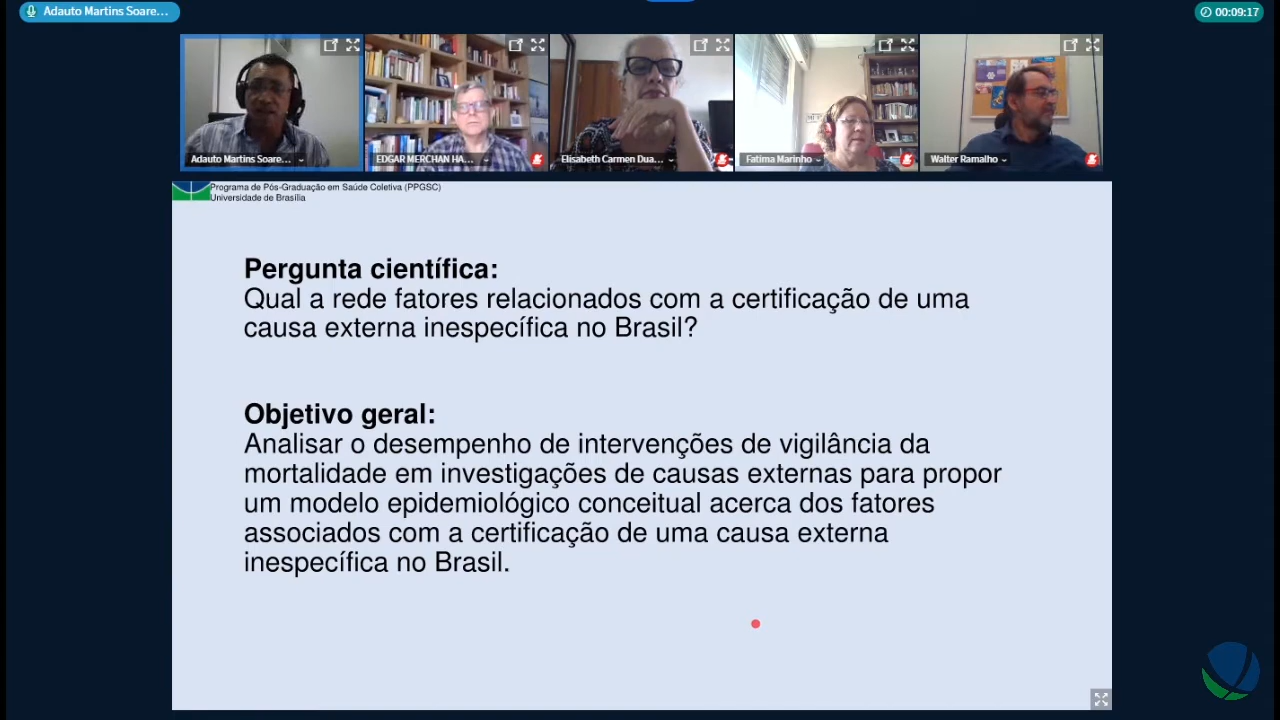 Adauto Martins Soare...
00:09:17
Adauto Martins Soare...
EDGAR MERCHAN HA...
Elisabeth Carmen Dua...
Fatima Marinho
Walter Ramalho
Programa de Pós-Graduação em Saúde Coletiva (PPGSC)
Universidade de Brasília
Pergunta científica:
Qual a rede fatores relacionados com a certificação de uma
causa externa inespecífica no Brasil?
Objetivo geral:
Analisar o desempenho de intervenções de vigilância da
mortalidade em investigações de causas externas para propor
um modelo epidemiológico conceitual acerca dos fatores
associados com a certificação de uma causa externa
inespecífica no Brasil.